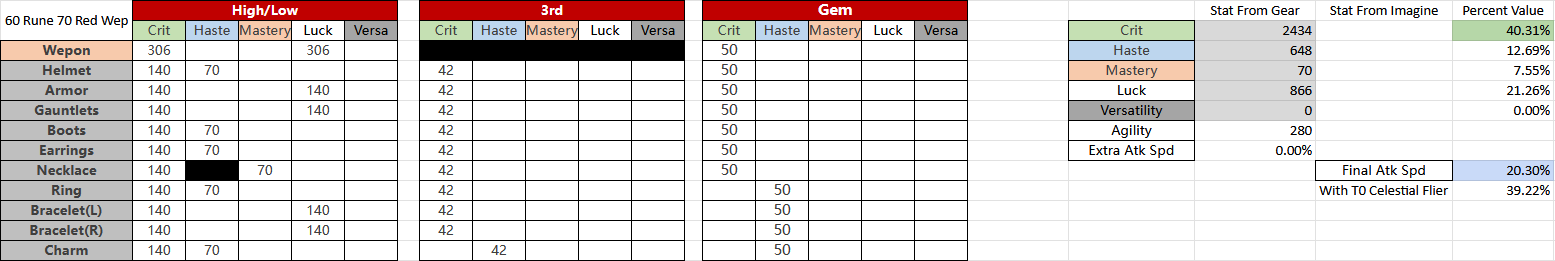 60 Rune 70 Red Wep High/Low 3rd Gem Stat From Gear Stat From Imagine Percent Value
Crit Haste Mastery Luck Versa Crit Haste Mastery Luck Versa Crit Haste Mastery Luck Versa Crit 2434 40.31%
Wepon 306 306 50 Haste 648 12.69%
Helmet 140 70 42 50 Mastery 70 7.55%
Armor 140 140 42 50 Luck 866 21.26%
Gauntlets 140 140 42 50 Versatility 0 0.00%
Boots 140 70 42 50 Agility 280
Earrings 140 70 42 50 Extra Atk Spd 0.00%
Necklace 140 70 42 50 Final Atk Spd 20.30%
Ring 140 70 42 50 With T0 Celestial Flier 39.22%
Bracelet(L) 140 140 42 50
Bracelet(R) 140 140 42 50
Charm 140 70 42 50